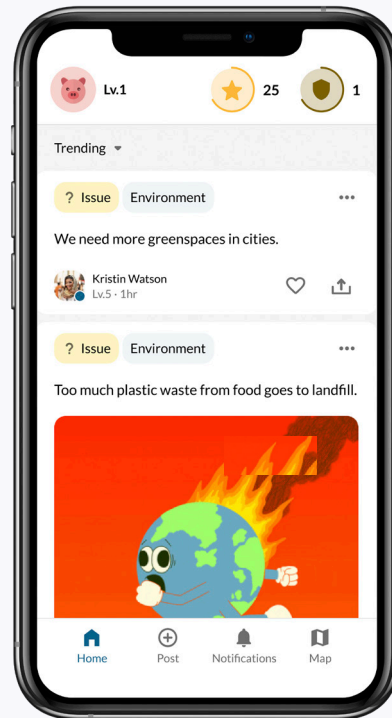 Lv.1
25
1
Trending
? Issue
Environment
We need more greenspaces in cities.
Kristin Watson
Lv.5 · 1hr
? Issue
Environment
Too much plastic waste from food goes to landfill.
Home
Post
Notifications
Map